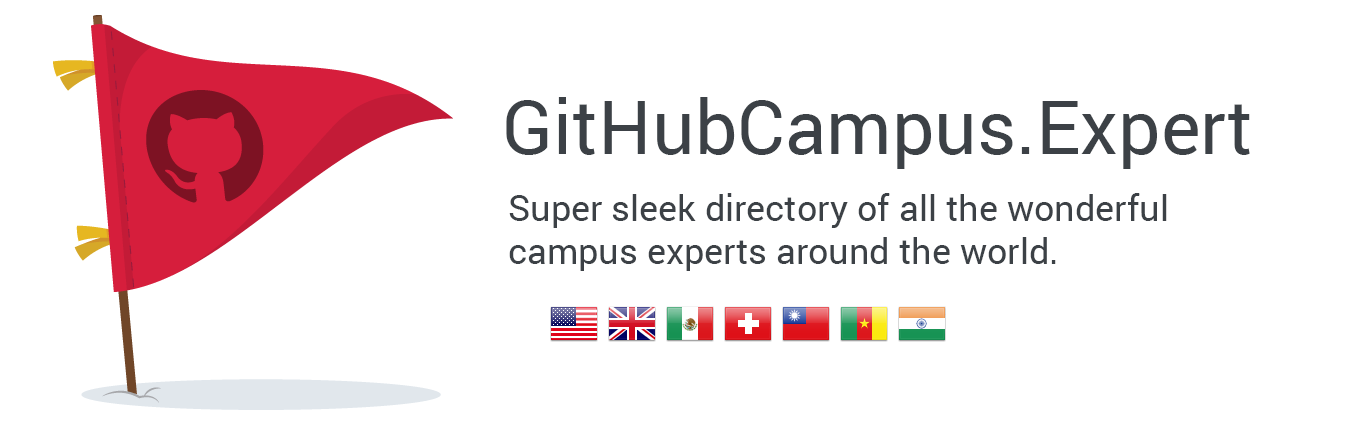 GitHubCampus.Expert
Super sleek directory of all the wonderful
campus experts around the world.